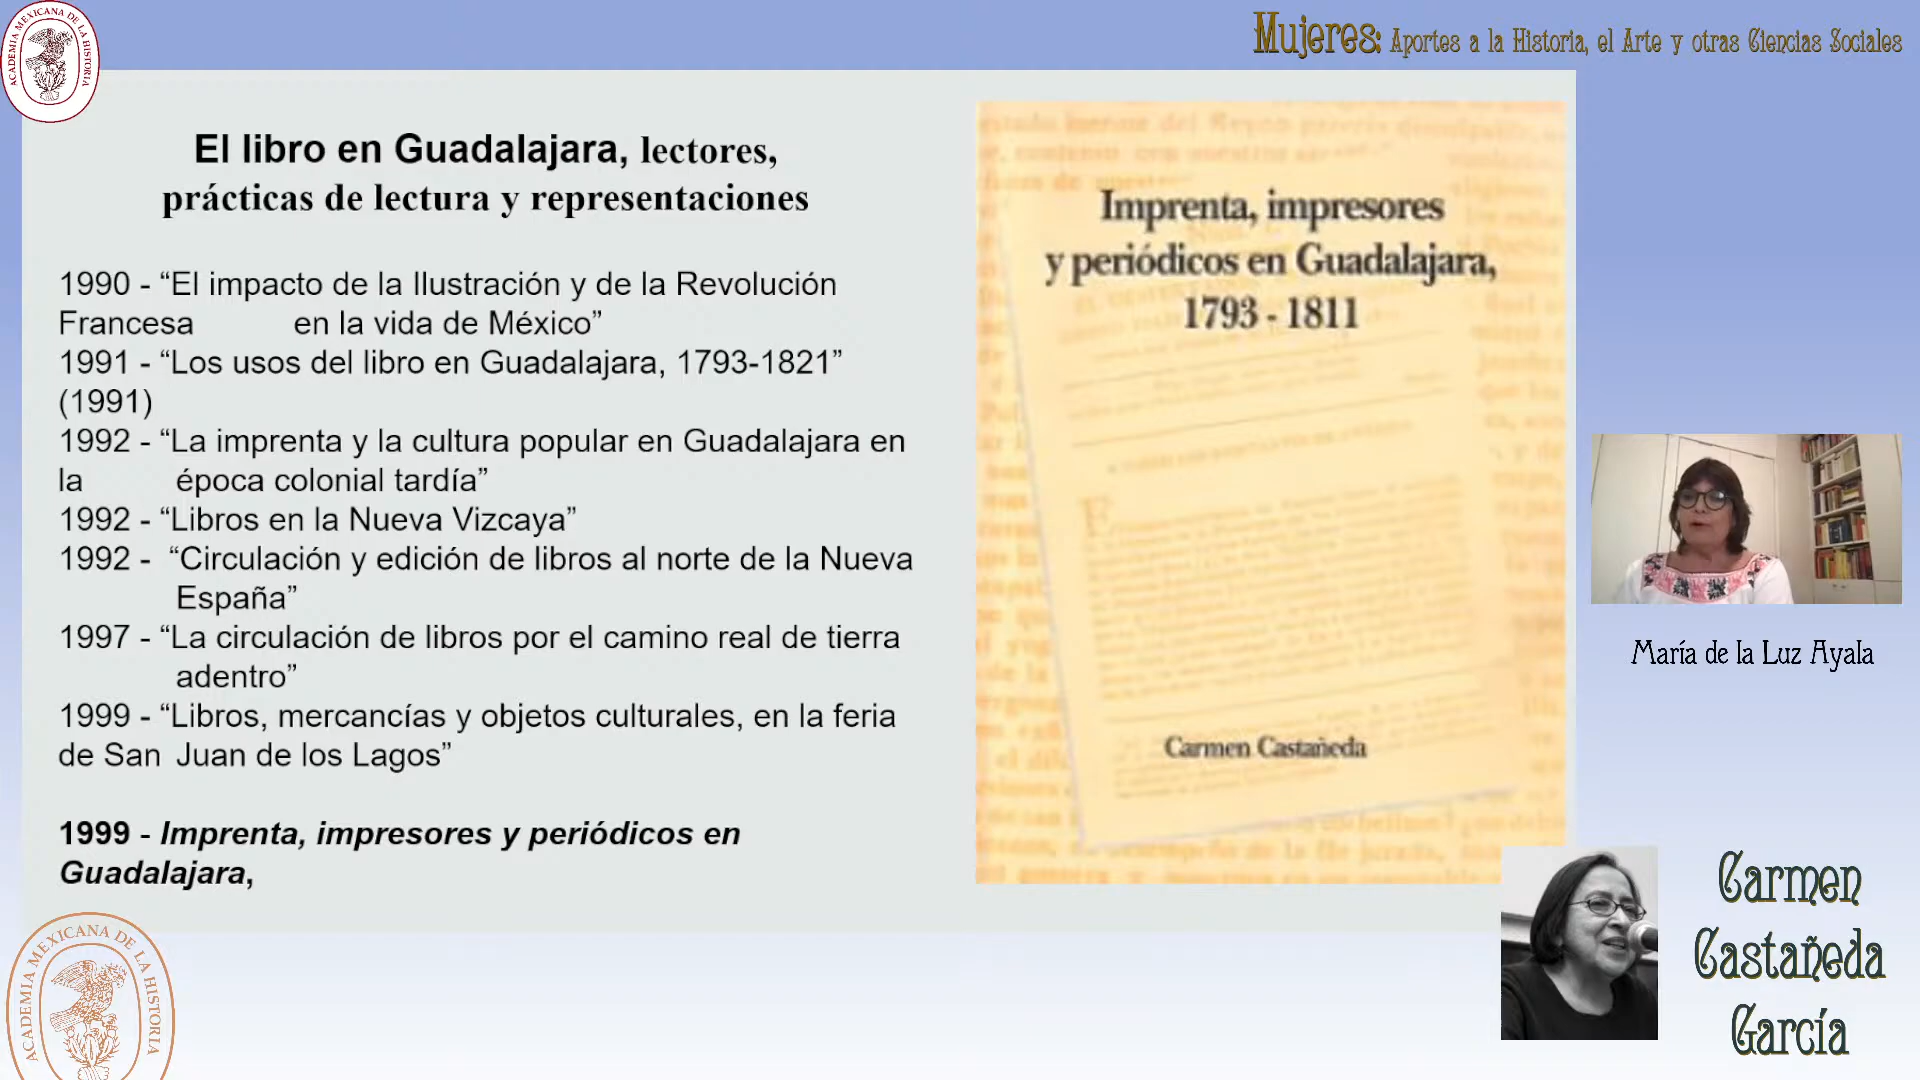 ACADEMIA MEXICANA DE LA HISTORIA
Mujeres: Aportes a la Historia, el Arte y otras Ciencias Sociales
El libro en Guadalajara, lectores,
prácticas de lectura y representaciones
1990 - “El impacto de la Ilustración y de la Revolución
Francesa en la vida de México”
1991 - “Los usos del libro en Guadalajara, 1793-1821”
(1991)
1992 - “La imprenta y la cultura popular en Guadalajara en
la época colonial tardía”
1992 - “Libros en la Nueva Vizcaya”
1992 - “Circulación y edición de libros al norte de la Nueva
España”
1997 - “La circulación de libros por el camino real de tierra
adentro”
1999 - “Libros, mercancías y objetos culturales, en la feria
de San Juan de los Lagos”
1999 - Imprenta, impresores y periódicos en
Guadalajara,
Imprenta, impresores
y periódicos en Guadalajara,
1793 - 1811
Carmen Castañeda
María de la Luz Ayala
Carmen
Castañeda
García
ACADEMIA MEXICANA DE LA HISTORIA